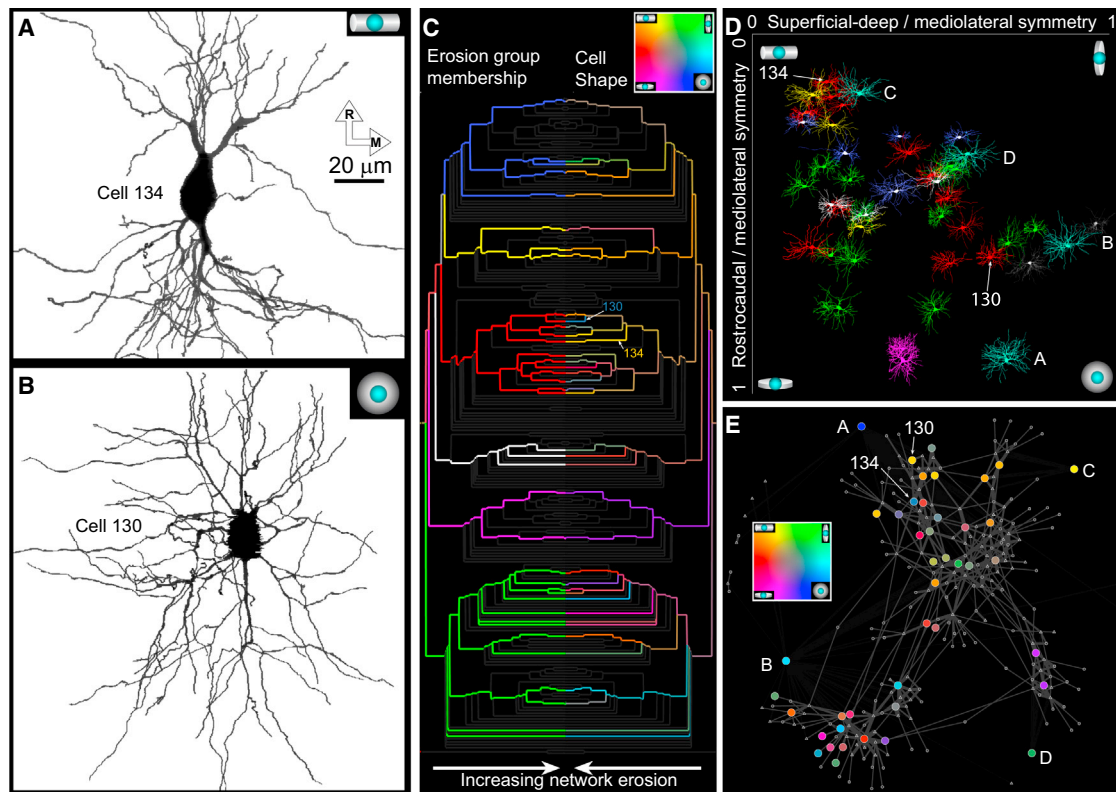 A
R
M
20 µm
Cell 134
B
Cell 130
C
Erosion group
membership
Cell
Shape
130
134
Increasing network erosion
D
0 Superficial-deep / mediolateral symmetry 1
0
Rostrocaudal / mediolateral symmetry
1
134
C
D
B
130
A
E
A
130
134
C
B
D